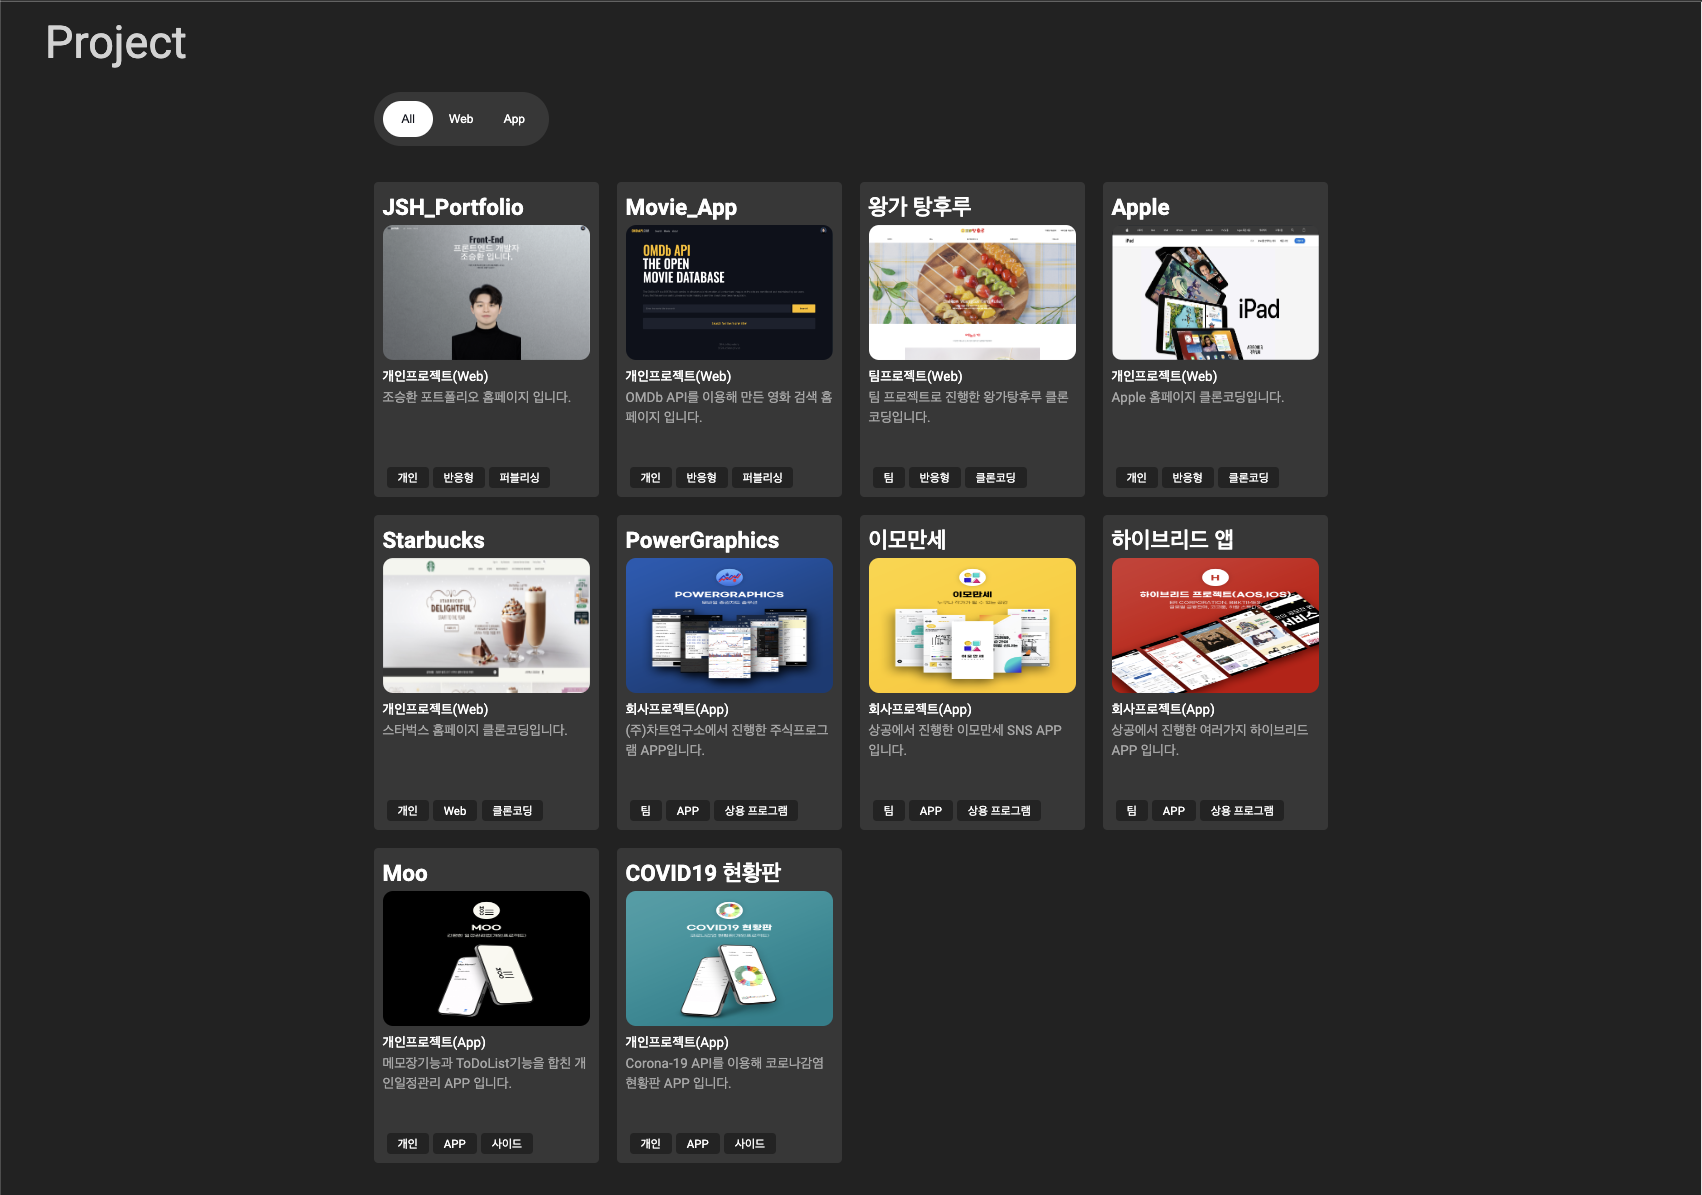 Project
All
Web
App
JSH_Portfolio
Front-End
프론트엔드 개발자
조승환 입니다.
개인프로젝트(Web)
조승환 포트폴리오 홈페이지 입니다.
개인 반응형 퍼블리싱
Movie_App
OMDb API
THE OPEN
MOVIE DATABASE
개인프로젝트(Web)
OMDb API를 이용해 만든 영화 검색 홈
페이지 입니다.
개인 반응형 퍼블리싱
왕가 탕후루
팀프로젝트(Web)
팀 프로젝트로 진행한 왕가탕후루 클론
코딩입니다.
팀 반응형 클론코딩
Apple
iPad
iPad
개인프로젝트(Web)
Apple 홈페이지 클론코딩입니다.
개인 반응형 클론코딩
Starbucks
DELIGHTFUL
개인프로젝트(Web)
스타벅스 홈페이지 클론코딩입니다.
개인 Web 클론코딩
PowerGraphics
POWERGRAPHICS
회사프로젝트(App)
(주)차트연구소에서 진행한 주식프로그
램 APP입니다.
팀 APP 상용 프로그램
이모만세
이모만세
이모만세
회사프로젝트(App)
상공에서 진행한 이모만세 SNS APP
입니다.
팀 APP 상용 프로그램
하이브리드 앱
H
하이브리드 프로젝트(AOS,IOS)
서비스
회사프로젝트(App)
상공에서 진행한 여러가지 하이브리드
APP 입니다.
팀 APP 상용 프로그램
Moo
MOO
개인프로젝트(App)
메모장기능과 ToDoList기능을 합친 개
인일정관리 APP 입니다.
개인 APP 사이드
COVID19 현황판
COVID19 현황판
개인프로젝트(App)
Corona-19 API를 이용해 코로나감염
현황판 APP 입니다.
개인 APP 사이드